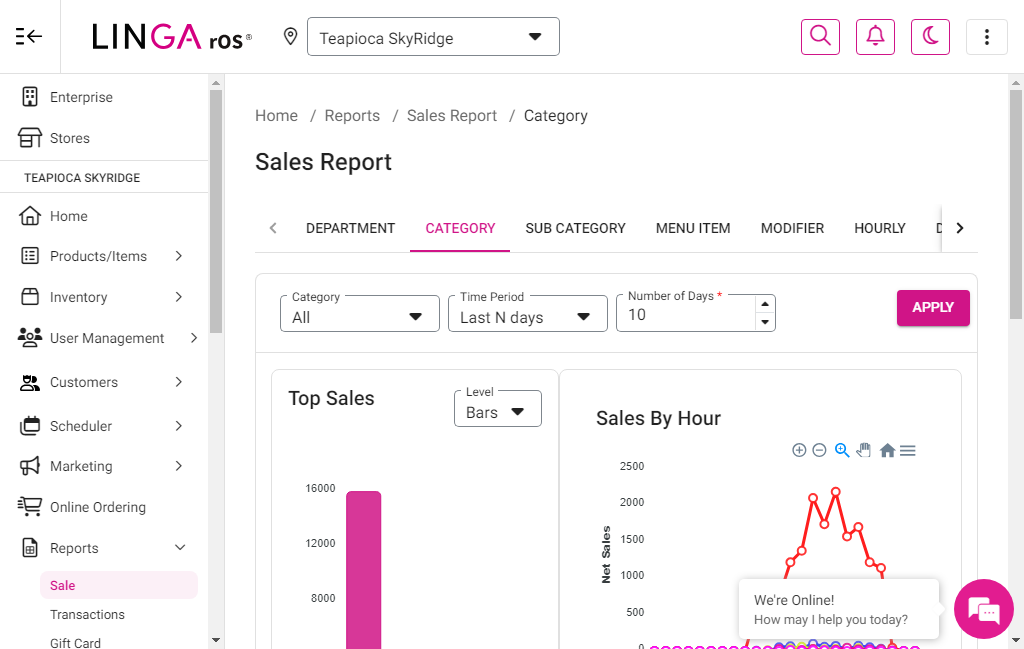 LINGA ros®
Teapioca SkyRidge
Enterprise
Stores
TEAPIOCA SKYRIDGE
Home
Products/Items
Inventory
User Management
Customers
Scheduler
Marketing
Online Ordering
Reports
Sale
Transactions
Gift Card
Home / Reports / Sales Report / Category
Sales Report
DEPARTMENT CATEGORY SUB CATEGORY MENU ITEM MODIFIER HOURLY
Category
All
Time Period
Last N days
Number of Days *
10
APPLY
Top Sales
Level
Bars
16000
12000
8000
Sales By Hour
2500
2000
1500
1000
500
0
Net Sales
We're Online!
How may I help you today?